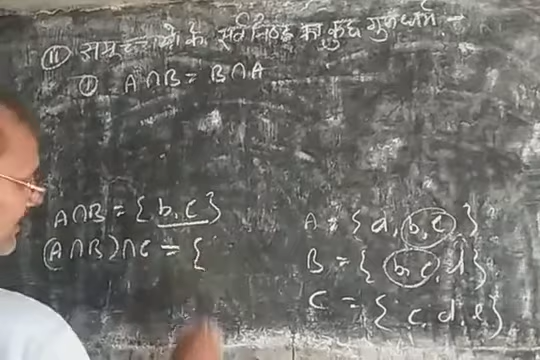 (II) समुच्चयों के सर्वनिष्ठ का कुछ गुणधर्म -
(I) A∩B = B∩A
A∩B = {b, c}
(A∩B)∩C = {
A = {a, b, c}
B = {b, c, d}
C = {c, d, e}